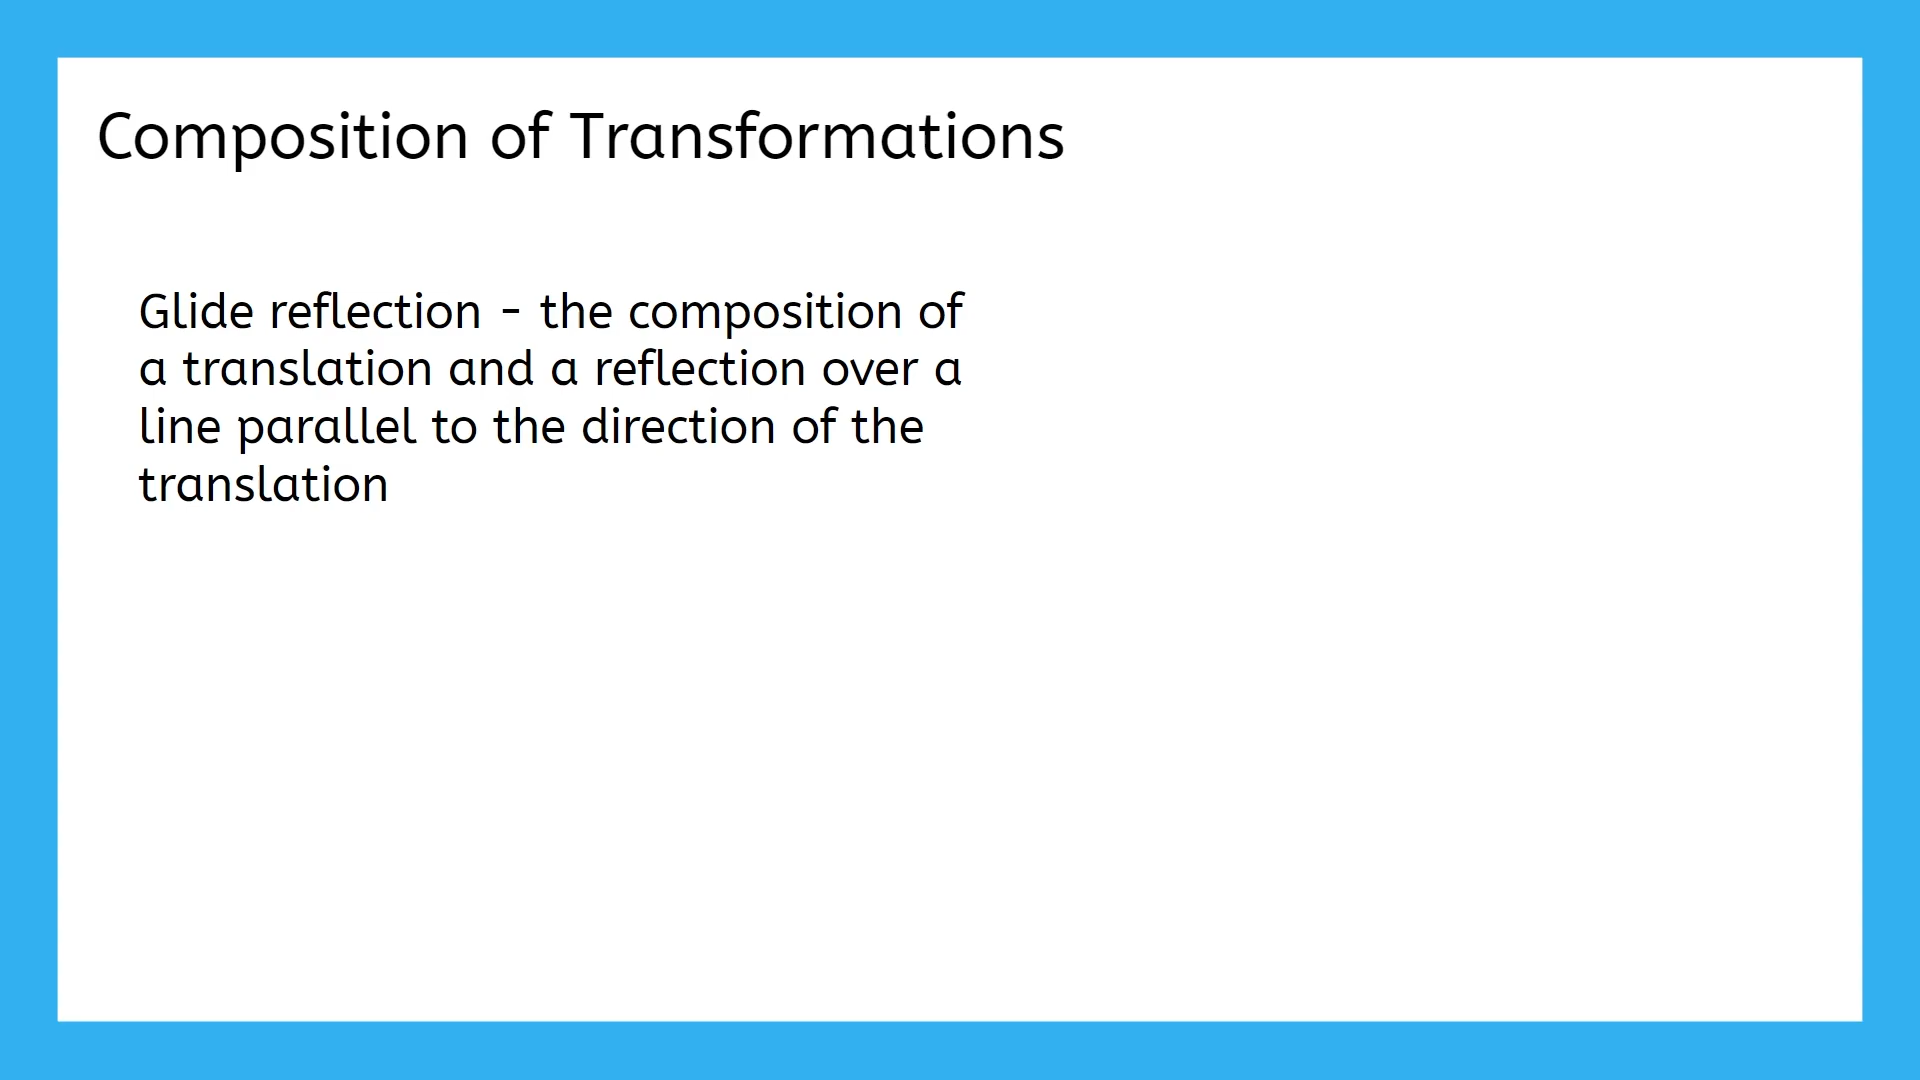 Composition of Transformations
Glide reflection - the composition of
a translation and a reflection over a
line parallel to the direction of the
translation